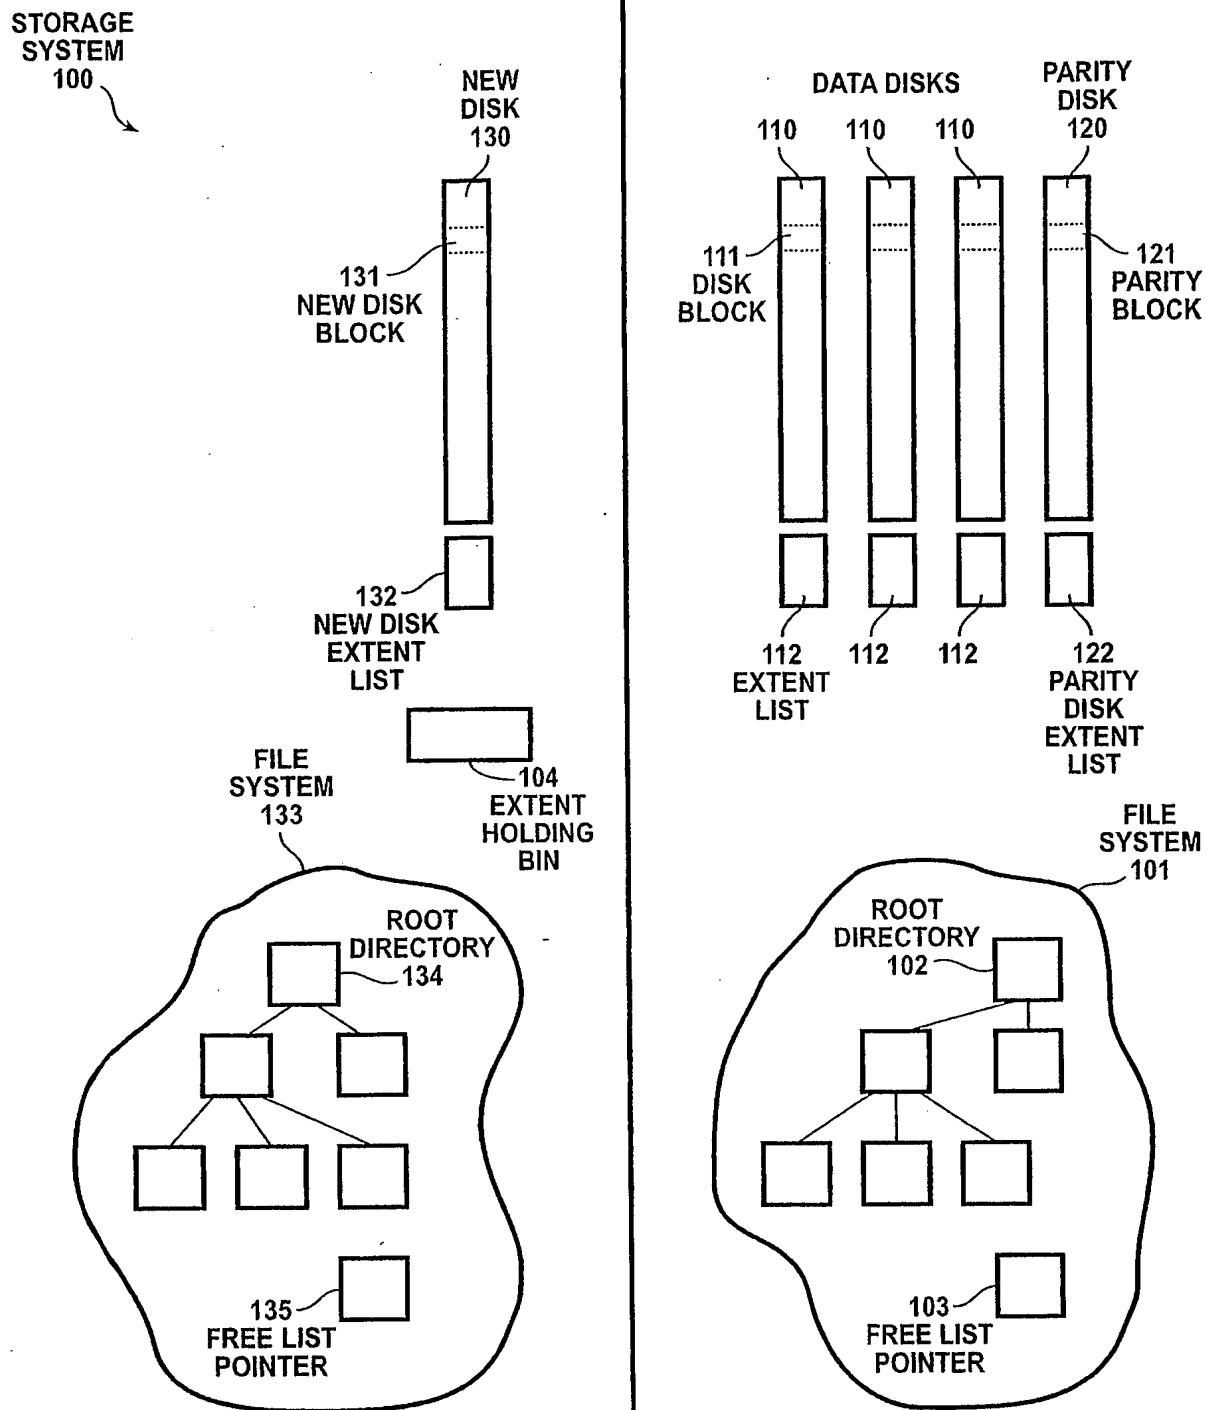 STORAGE
SYSTEM
100
NEW
DISK
130
131
NEW DISK
BLOCK
132
NEW DISK
EXTENT
LIST
104
EXTENT
HOLDING
BIN
FILE
SYSTEM
133
ROOT
DIRECTORY
134
135
FREE LIST
POINTER
DATA DISKS
110
110
110
PARITY
DISK
120
111
DISK
BLOCK
121
PARITY
BLOCK
112
EXTENT
LIST
112
112
122
PARITY
DISK
EXTENT
LIST
FILE
SYSTEM
101
ROOT
DIRECTORY
102
103
FREE LIST
POINTER